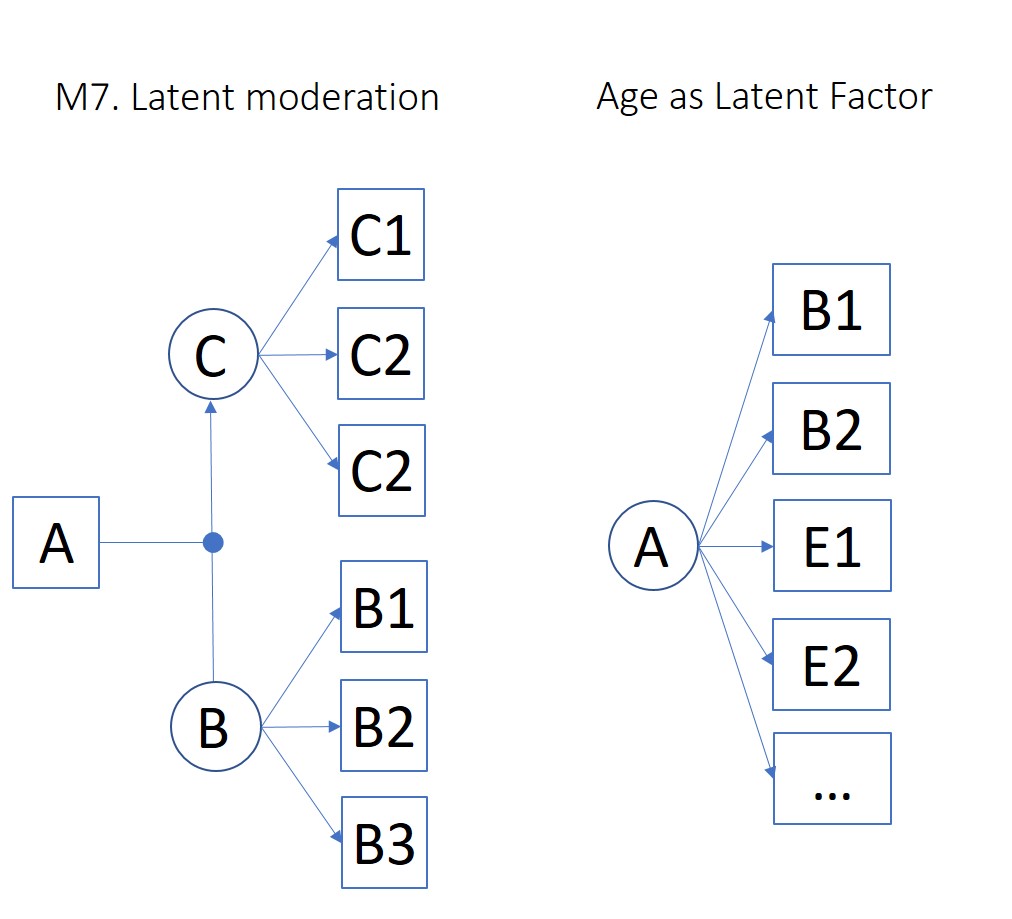 M7. Latent moderation
C1
C
C2
C2
A
B1
B
B2
B3
Age as Latent Factor
B1
B2
A
E1
E2
...